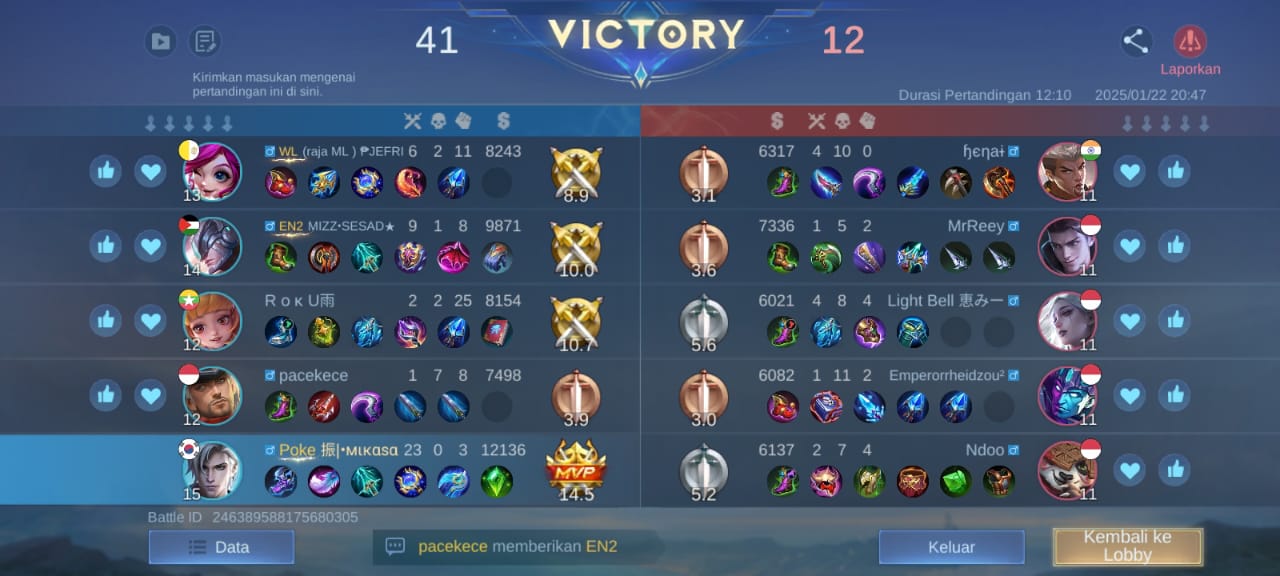 41 VICTORY 12
Laporkan
Kirimkan masukan mengenai
pertandingan ini di sini.
Durasi Pertandingan 12:10 2025/01/22 20:47
WL (raja ML ) ₱JEFRI 6 2 11 8243
13 8.9
6317 4 10 0 ђєηaɨ
3.1 11
EN2 MIZZ•SESAD★ 9 1 8 9871
14 10.0
7336 1 5 2 MrReey
3.6 11
R o ĸ U雨 2 2 25 8154
12 10.7
6021 4 8 4 Light Bell 恵みー
5.6 11
pacekece 1 7 8 7498
12 3.9
6082 1 11 2 Emperorrheidzou²
3.0 11
Poke 振|•мικαsα 23 0 3 12136
15 MVP 14.5
6137 2 7 4 Ndoo
5.2 11
Battle ID 246389588175680305
Data
pacekece memberikan EN2
Keluar
Kembali ke
Lobby